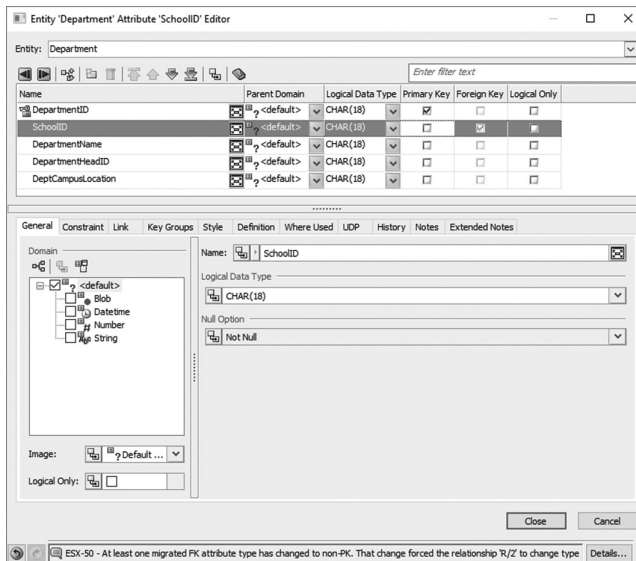 Entity 'Department' Attribute 'SchoolID' Editor
Entity: Department
Enter filter text
Name Parent Domain Logical Data Type Primary Key Foreign Key Logical Only
DepartmentID <default> CHAR(18)
SchoolID <default> CHAR(18)
DepartmentName <default> CHAR(18)
DepartmentHeadID <default> CHAR(18)
DeptCampusLocation <default> CHAR(18)
General Constraint Link Key Groups Style Definition Where Used UDP History Notes Extended Notes
Domain
Name: SchoolID
Logical Data Type
<default>
CHAR(18)
Blob
Datetime
Null Option
Number
Not Null
String
Image: Default ...
Logical Only:
Close Cancel
ESX-50 - At least one migrated FK attribute type has changed to non-PK. That change forced the relationship 'R/2' to change type Details...